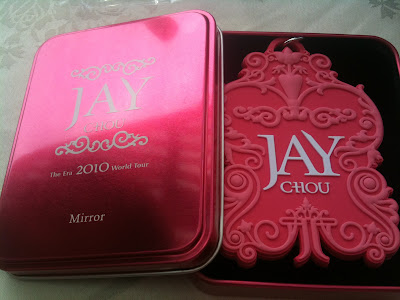 JAY
CHOU
The Era 2010 World Tour
Mirror
JAY
CHOU